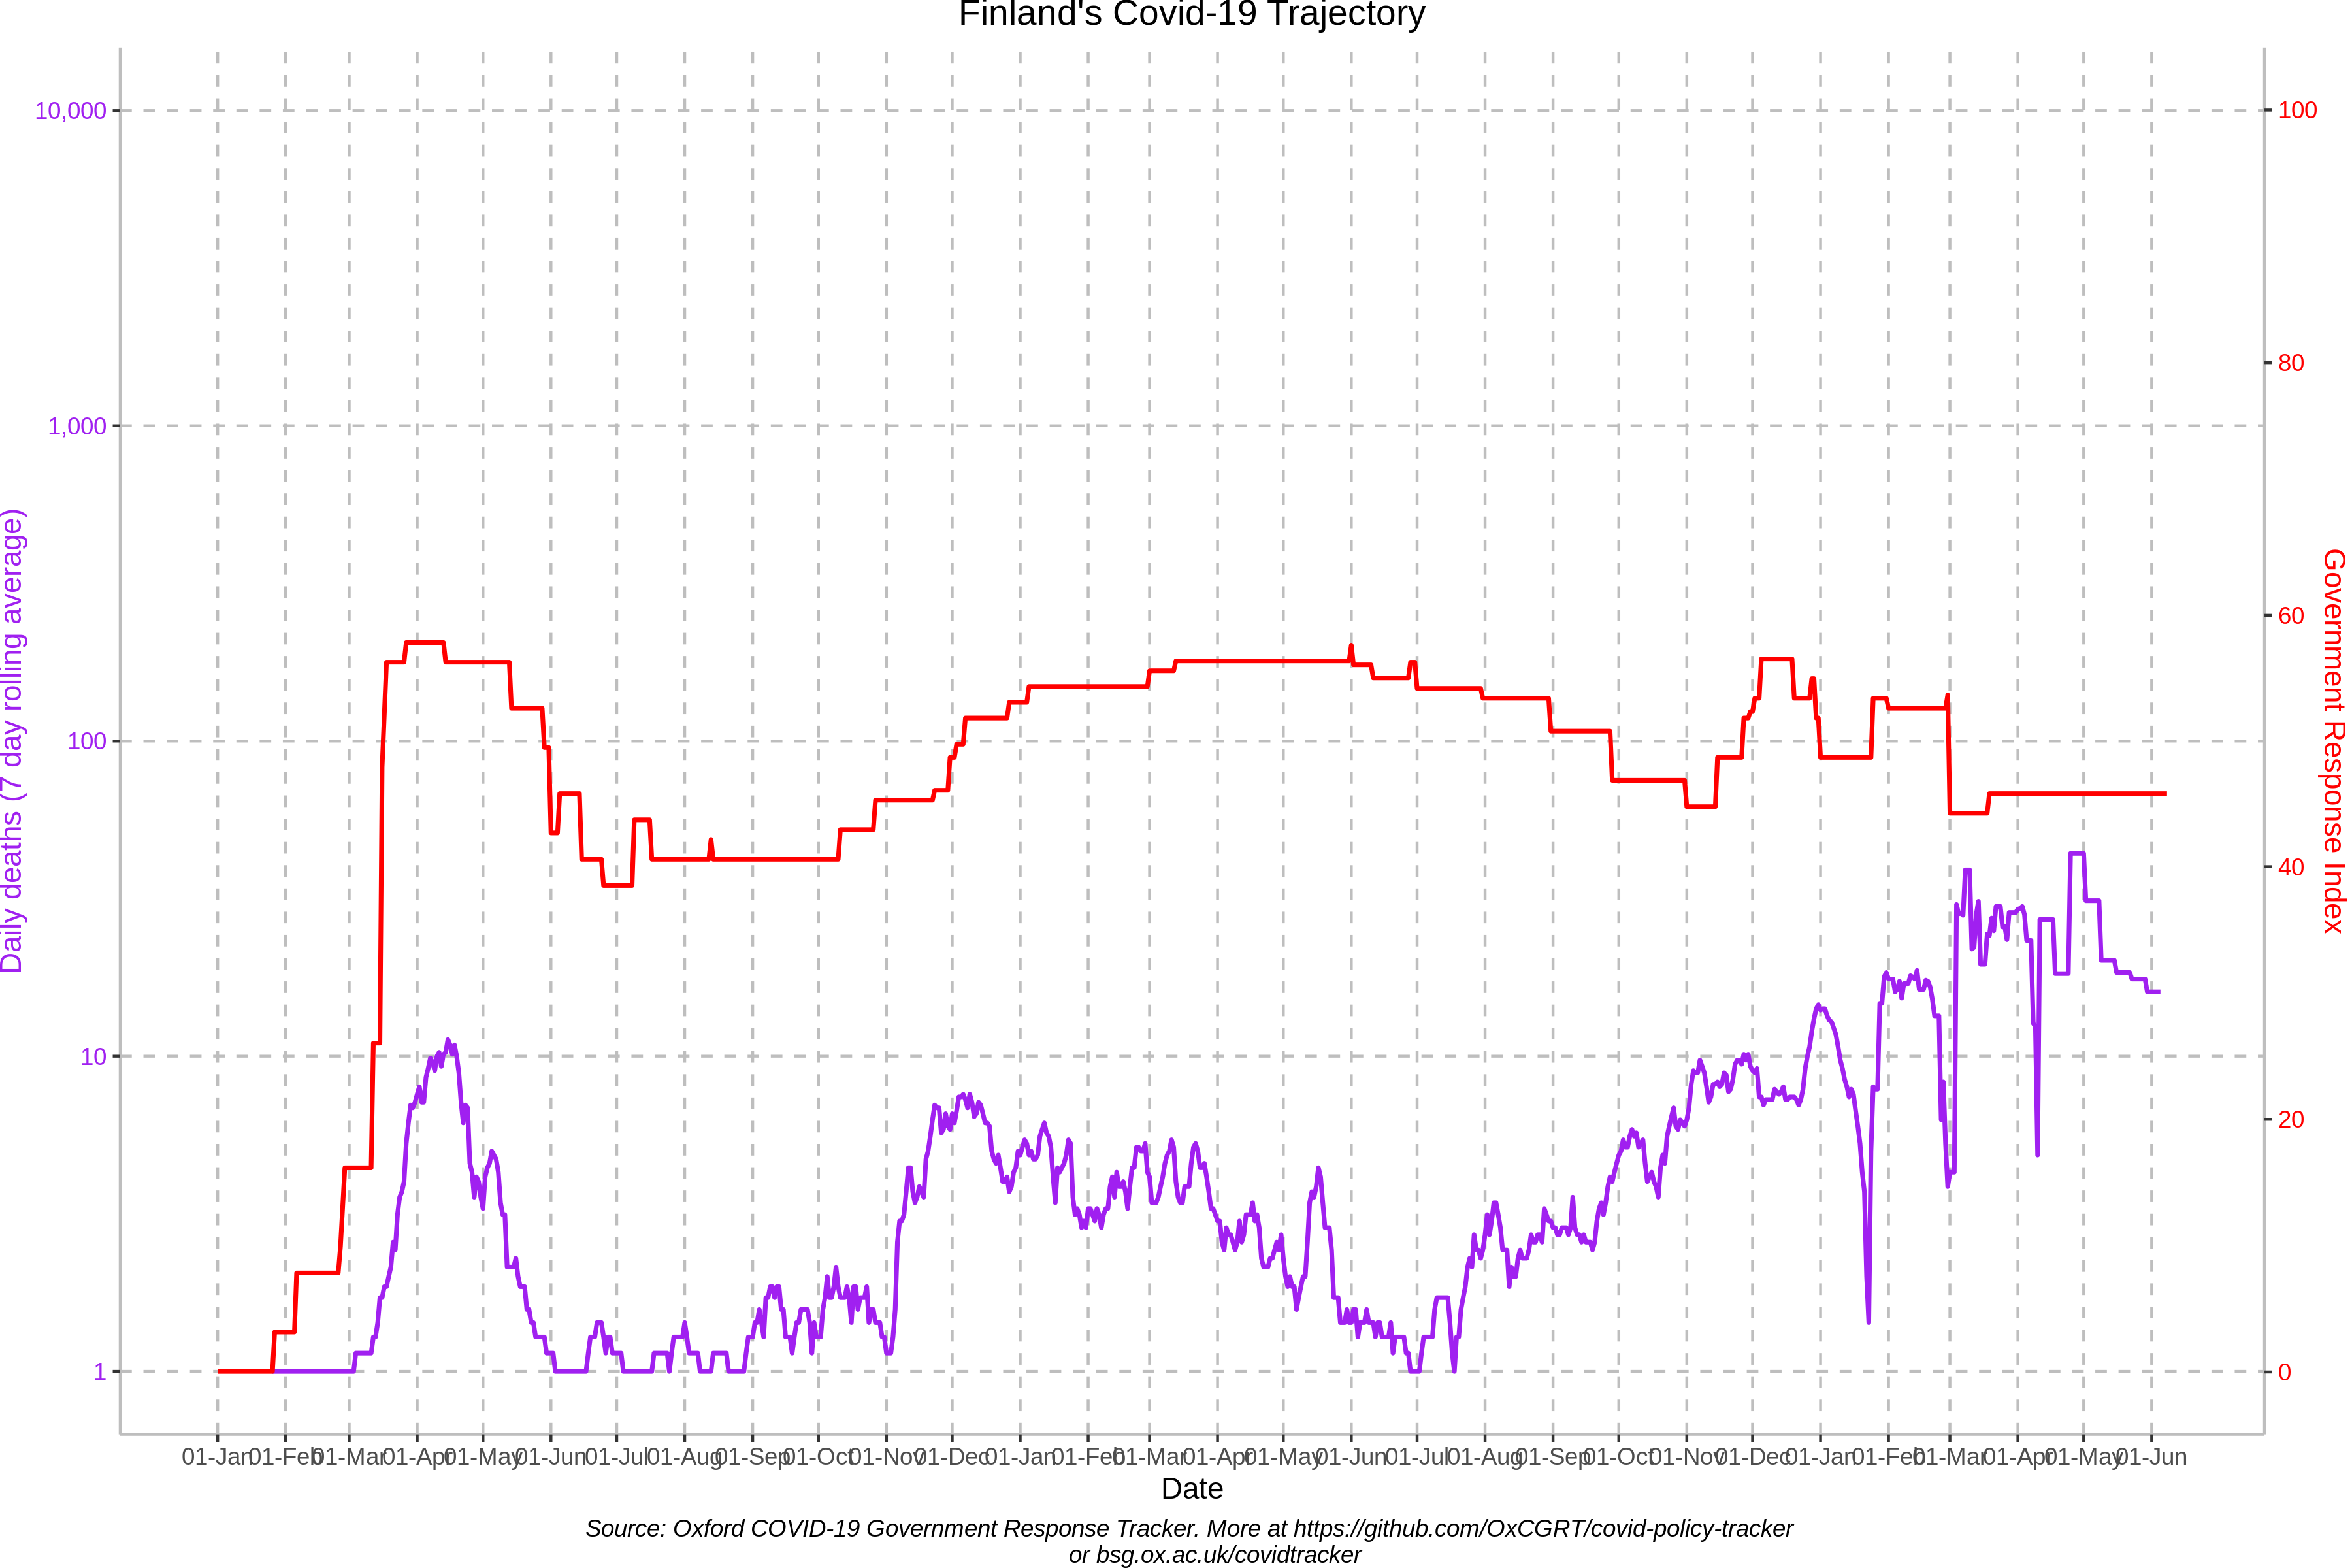 Finland's Covid-19 Trajectory
10,000
1,000
100
10
1
Daily deaths (7 day rolling average)
100
80
60
40
20
0
Government Response Index
01-Jan 01-Feb 01-Mar 01-Apr 01-May 01-Jun 01-Jul 01-Aug 01-Sep 01-Oct 01-Nov 01-Dec 01-Jan 01-Feb 01-Mar 01-Apr 01-May 01-Jun 01-Jul 01-Aug 01-Sep 01-Oct 01-Nov 01-Dec 01-Jan 01-Feb 01-Mar 01-Apr 01-May 01-Jun
Date
Source: Oxford COVID-19 Government Response Tracker. More at https://github.com/OxCGRT/covid-policy-tracker
or bsg.ox.ac.uk/covidtracker